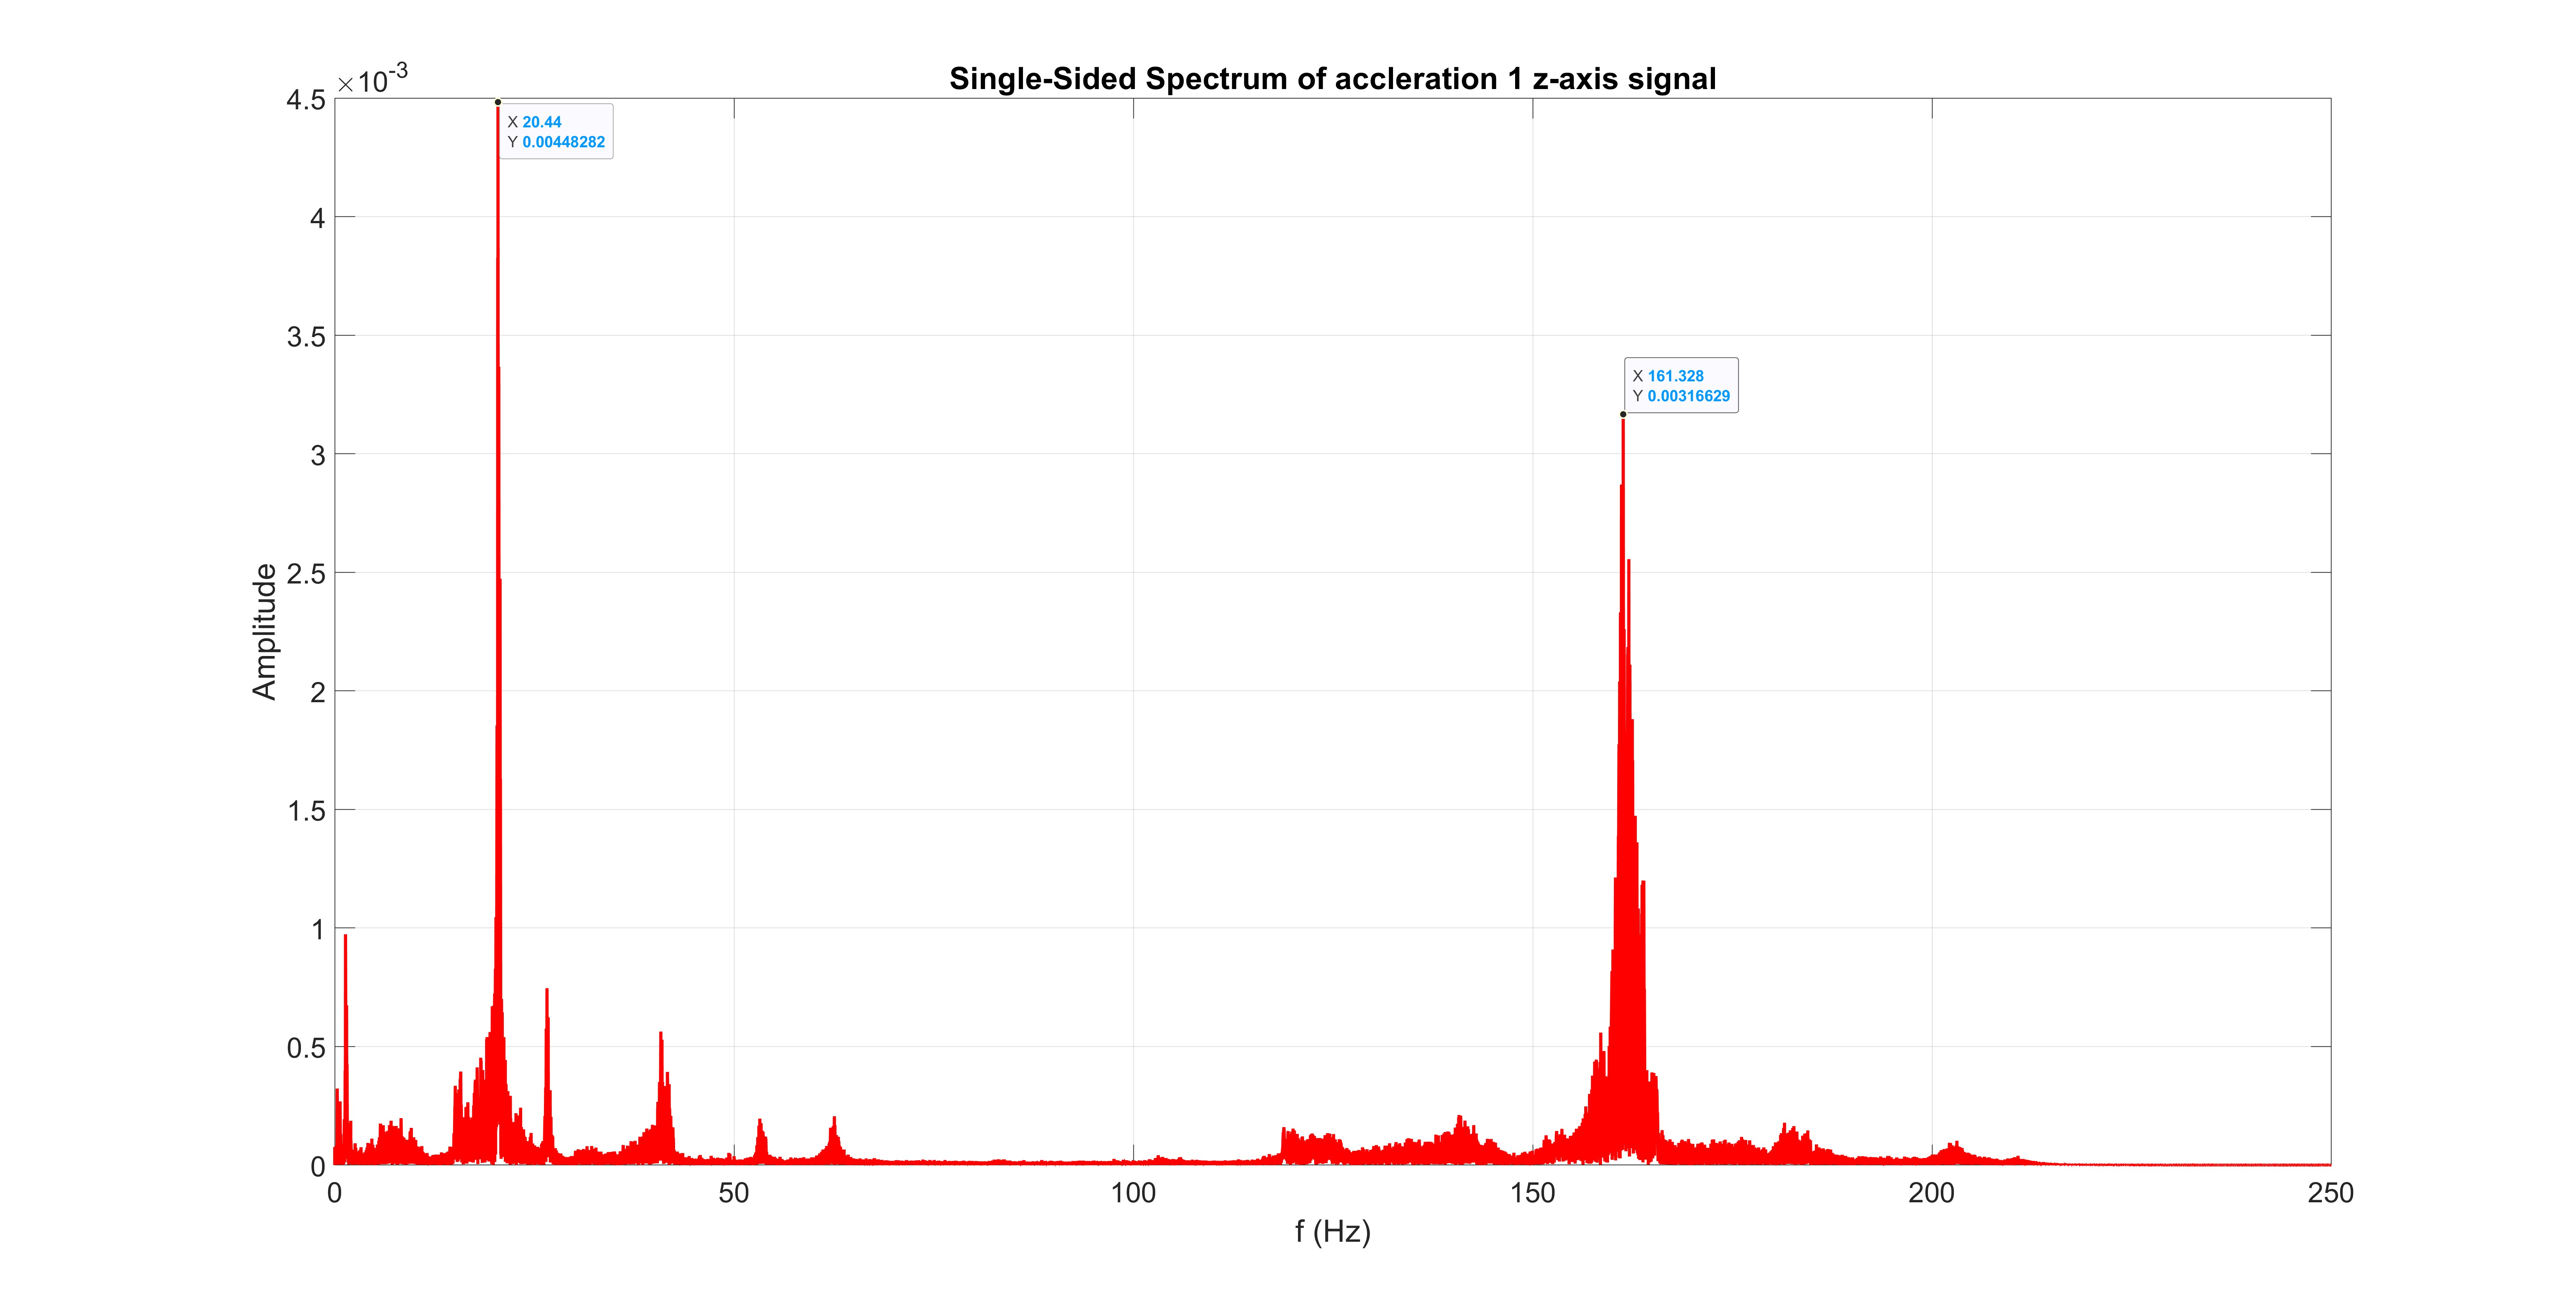 Single-Sided Spectrum of accleration 1 z-axis signal
×10-3
4.5
X 20.44
Y 0.00448282
4
3.5
X 161.328
Y 0.00316629
3
2.5
2
1.5
1
0.5
0
Amplitude
0 50 100 150 200 250
f (Hz)